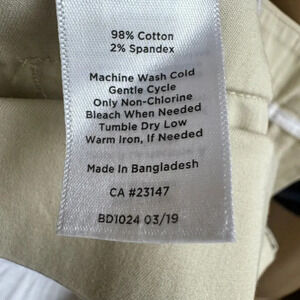 98% Cotton
2% Spandex
Machine Wash Cold
Gentle Cycle
Only Non-Chlorine
Bleach When Needed
Tumble Dry Low
Warm Iron, If Needed
Made In Bangladesh
CA #23147
BD1024 03/19